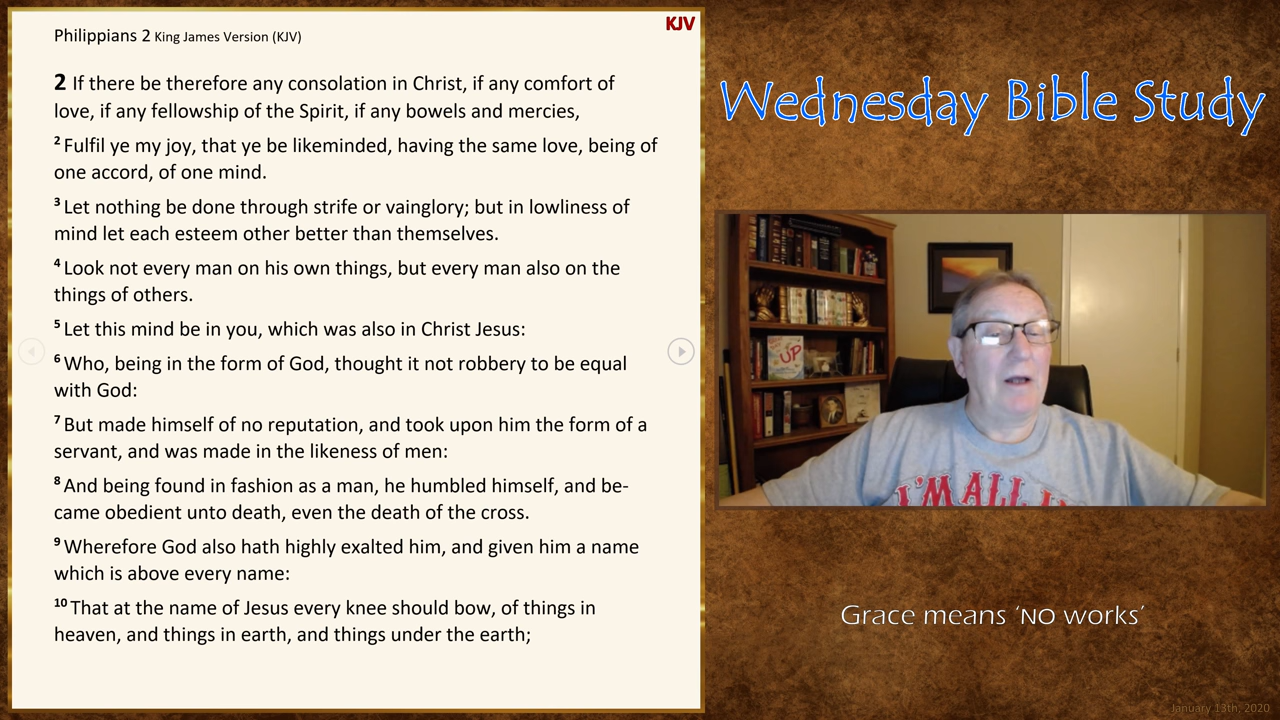 KJV
Philippians 2 King James Version (KJV)
2 If there be therefore any consolation in Christ, if any comfort of
love, if any fellowship of the Spirit, if any bowels and mercies,
2 Fulfil ye my joy, that ye be likeminded, having the same love, being of
one accord, of one mind.
3 Let nothing be done through strife or vainglory; but in lowliness of
mind let each esteem other better than themselves.
4 Look not every man on his own things, but every man also on the
things of others.
5 Let this mind be in you, which was also in Christ Jesus:
6 Who, being in the form of God, thought it not robbery to be equal
with God:
7 But made himself of no reputation, and took upon him the form of a
servant, and was made in the likeness of men:
8 And being found in fashion as a man, he humbled himself, and be-
came obedient unto death, even the death of the cross.
9 Wherefore God also hath highly exalted him, and given him a name
which is above every name:
10 That at the name of Jesus every knee should bow, of things in
heaven, and things in earth, and things under the earth;
Wednesday Bible Study
UP
I'M ALL IN
Grace means ‘NO works’
January 13th, 2020